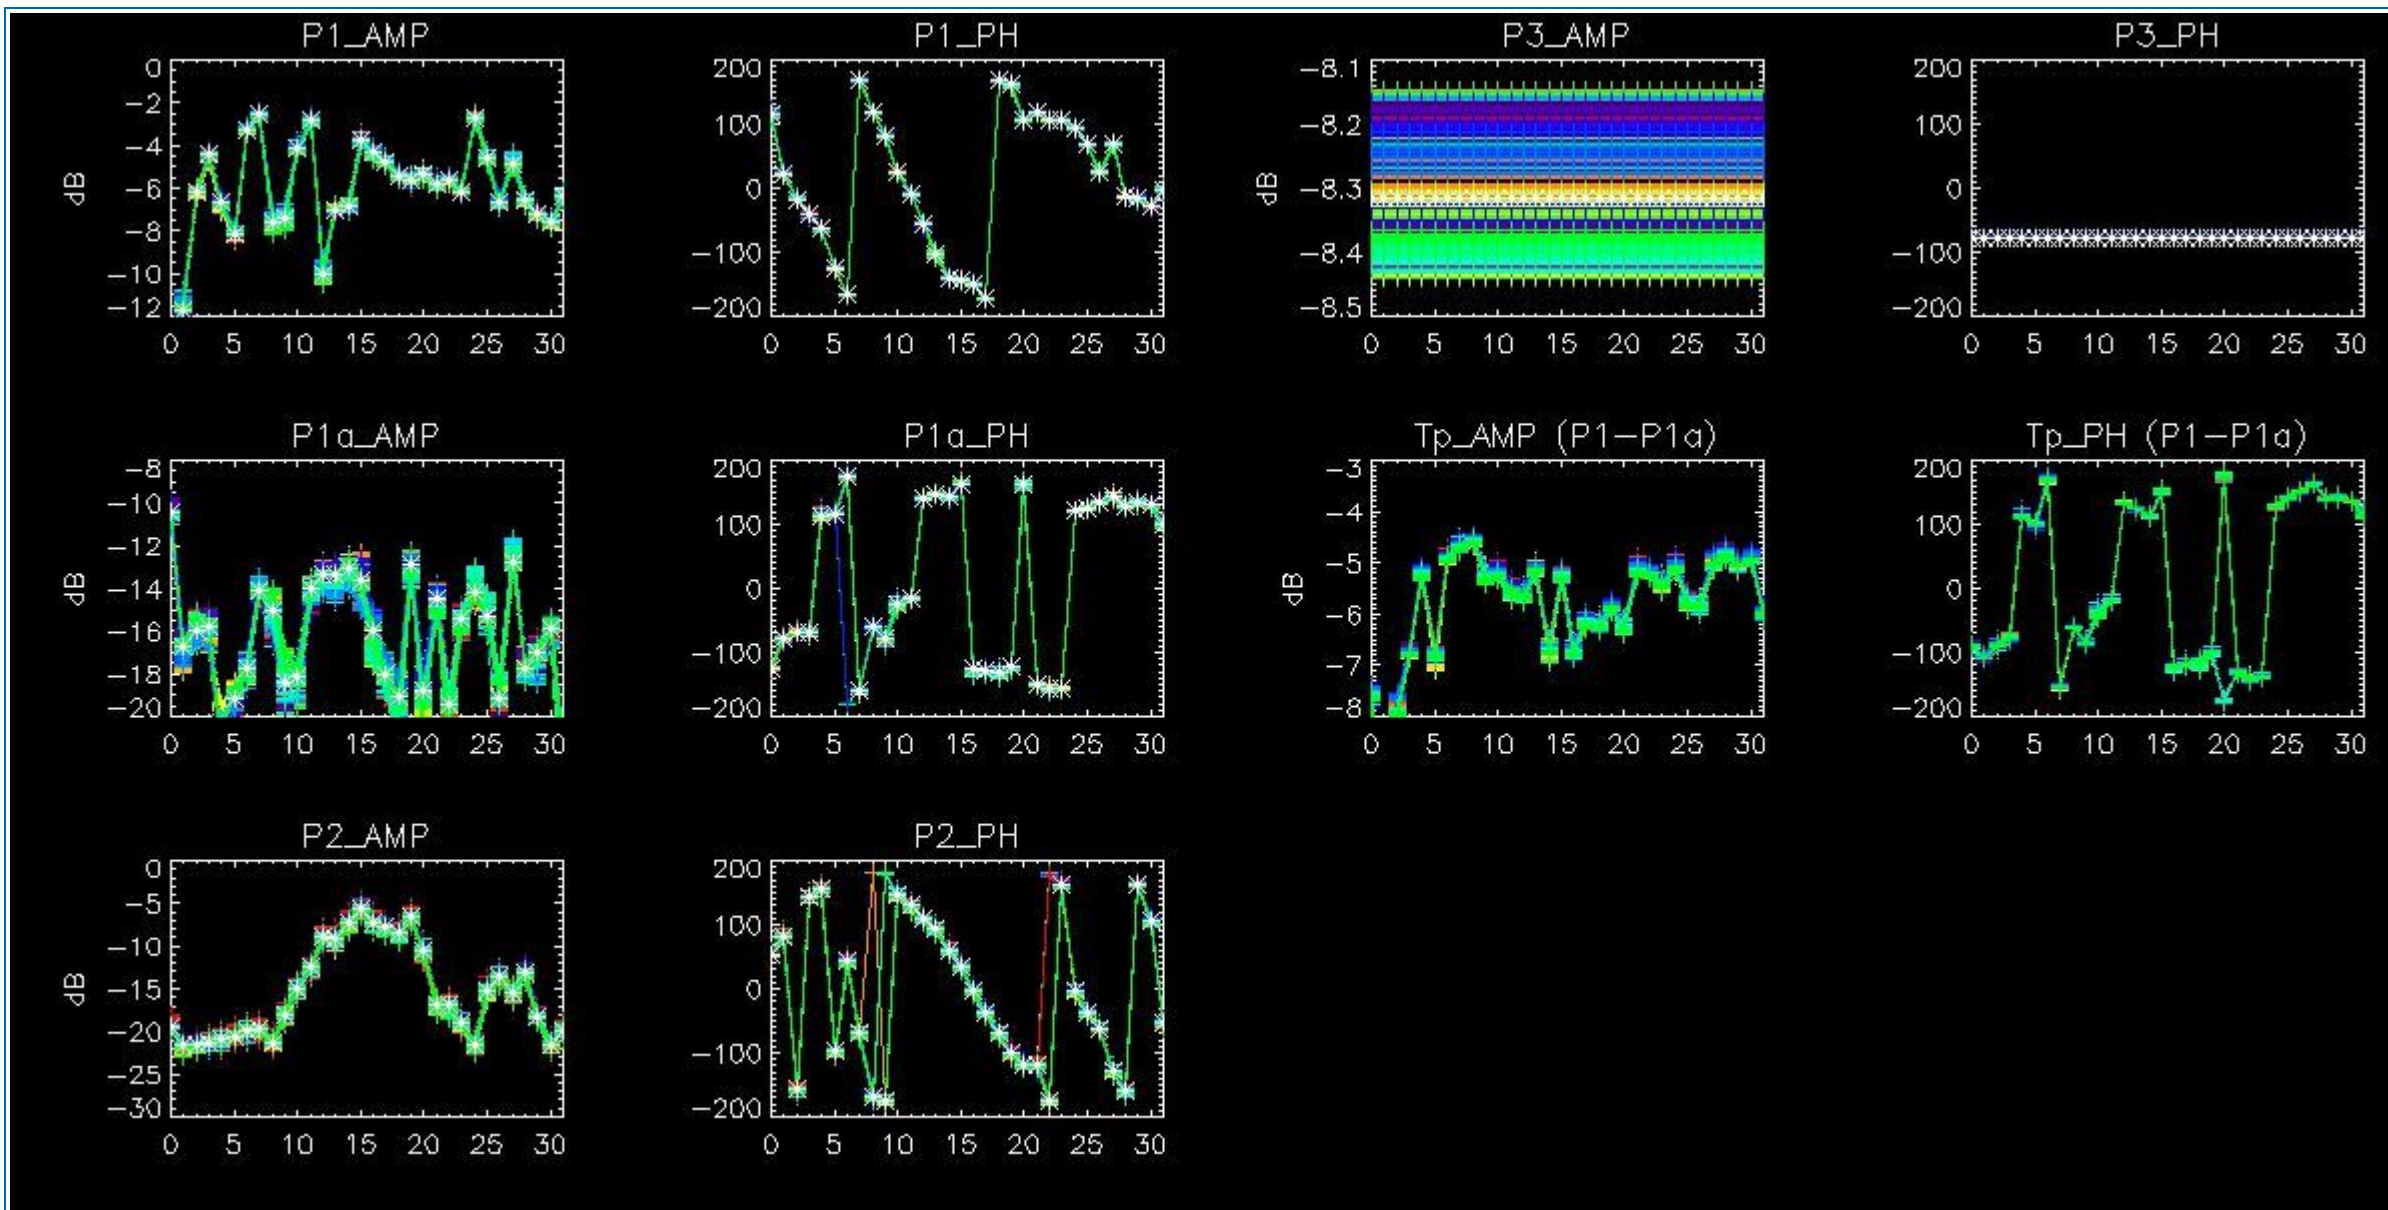 P1_AMP P1_PH P3_AMP P3_PH
0 200 -8.1 200
-2 100 -8.2 100
-4 0 -8.3 0
-6 -100 -8.4 -100
-8 -200 -8.5 -200
-10
-12
dB dB
0 5 10 15 20 25 30 0 5 10 15 20 25 30 0 5 10 15 20 25 30 0 5 10 15 20 25 30
P1a_AMP P1a_PH Tp_AMP (P1-P1a) Tp_PH (P1-P1a)
-8 200 -3 200
-10 100 -4 100
-12 0 -5 0
-14 -100 -6 -100
-16 -200 -7 -200
-18 -8
-20
dB dB
0 5 10 15 20 25 30 0 5 10 15 20 25 30 0 5 10 15 20 25 30 0 5 10 15 20 25 30
P2_AMP P2_PH
0 200
-5 100
-10 0
-15 -100
-20 -200
-25
-30
dB
0 5 10 15 20 25 30 0 5 10 15 20 25 30